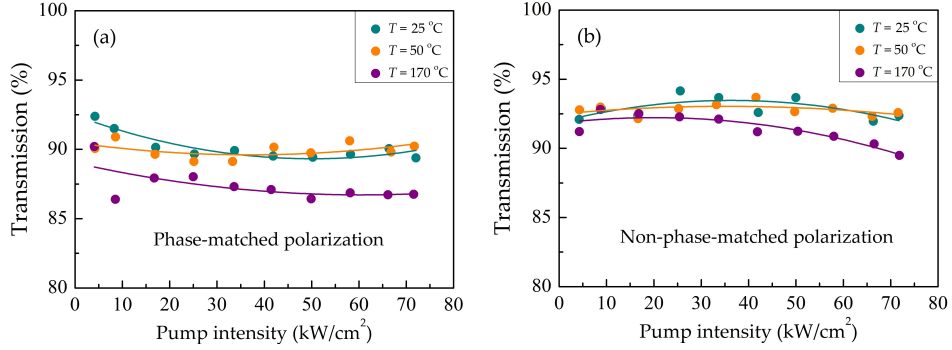 (a)
T = 25 °C
T = 50 °C
T = 170 °C
Transmission (%)
100
95
90
85
80
Phase-matched polarization
0 10 20 30 40 50 60 70 80
Pump intensity (kW/cm²)
(b)
T = 25 °C
T = 50 °C
T = 170 °C
Transmission (%)
100
95
90
85
80
Non-phase-matched polarization
0 10 20 30 40 50 60 70 80
Pump intensity (kW/cm²)